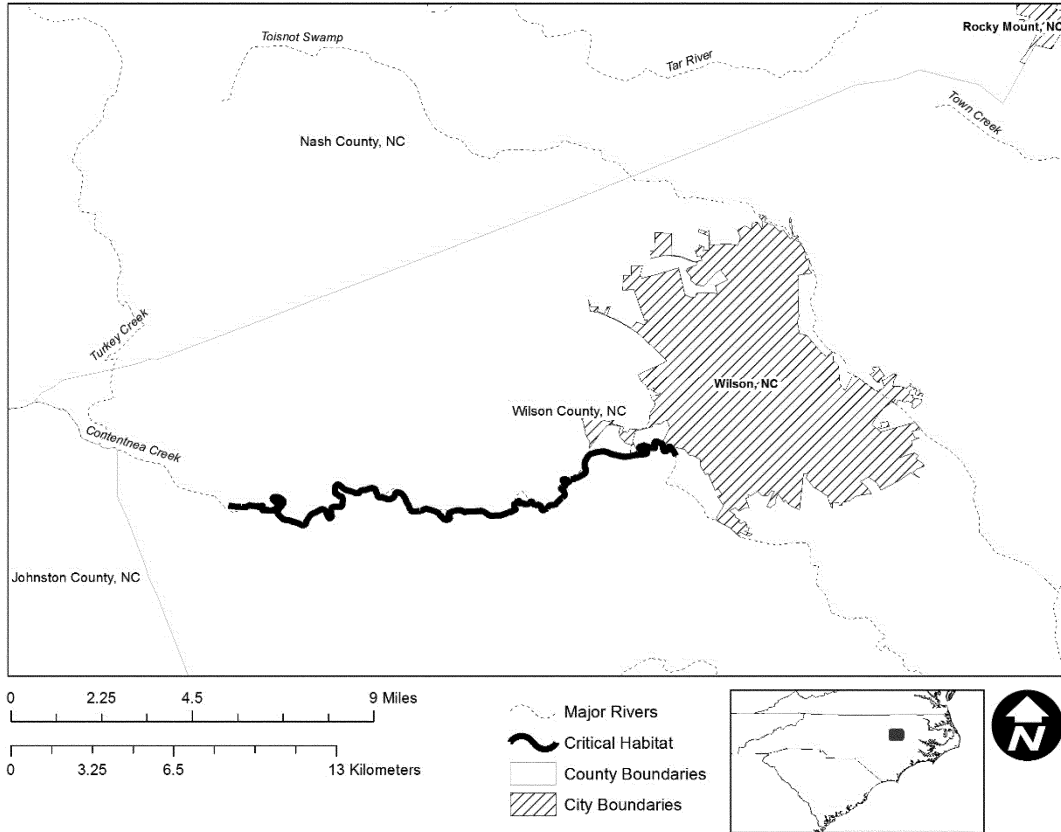 Toisnot Swamp
Rocky Mount, NC
Tar River
Town Creek
Nash County, NC
Turkey Creek
Wilson, NC
Wilson County, NC
Contentnea Creek
Johnston County, NC
0 2.25 4.5 9 Miles
0 3.25 6.5 13 Kilometers
Major Rivers
Critical Habitat
County Boundaries
City Boundaries
N